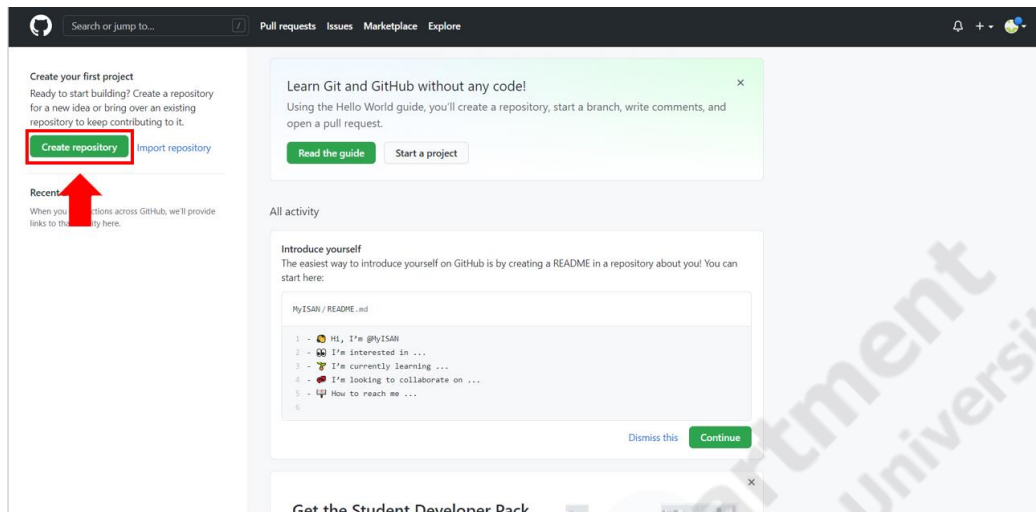 Search or jump to... /
Pull requests Issues Marketplace Explore
Create your first project
Ready to start building? Create a repository
for a new idea or bring over an existing
repository to keep contributing to it.
Create repository Import repository
Recent
When you ctions across GitHub, we'll provide
links to tha ity here.
Learn Git and GitHub without any code! ×
Using the Hello World guide, you'll create a repository, start a branch, write comments, and
open a pull request.
Read the guide Start a project
All activity
Introduce yourself
The easiest way to introduce yourself on GitHub is by creating a README in a repository about you! You can
start here:
MyISAN / README.md
1 - 👋 Hi, I'm @MyISAN
2 - 👀 I'm interested in ...
3 - 🌱 I'm currently learning ...
4 - 💞️ I'm looking to collaborate on ...
5 - 📫 How to reach me ...
6
Dismiss this Continue
×
Get the Student Developer Pack